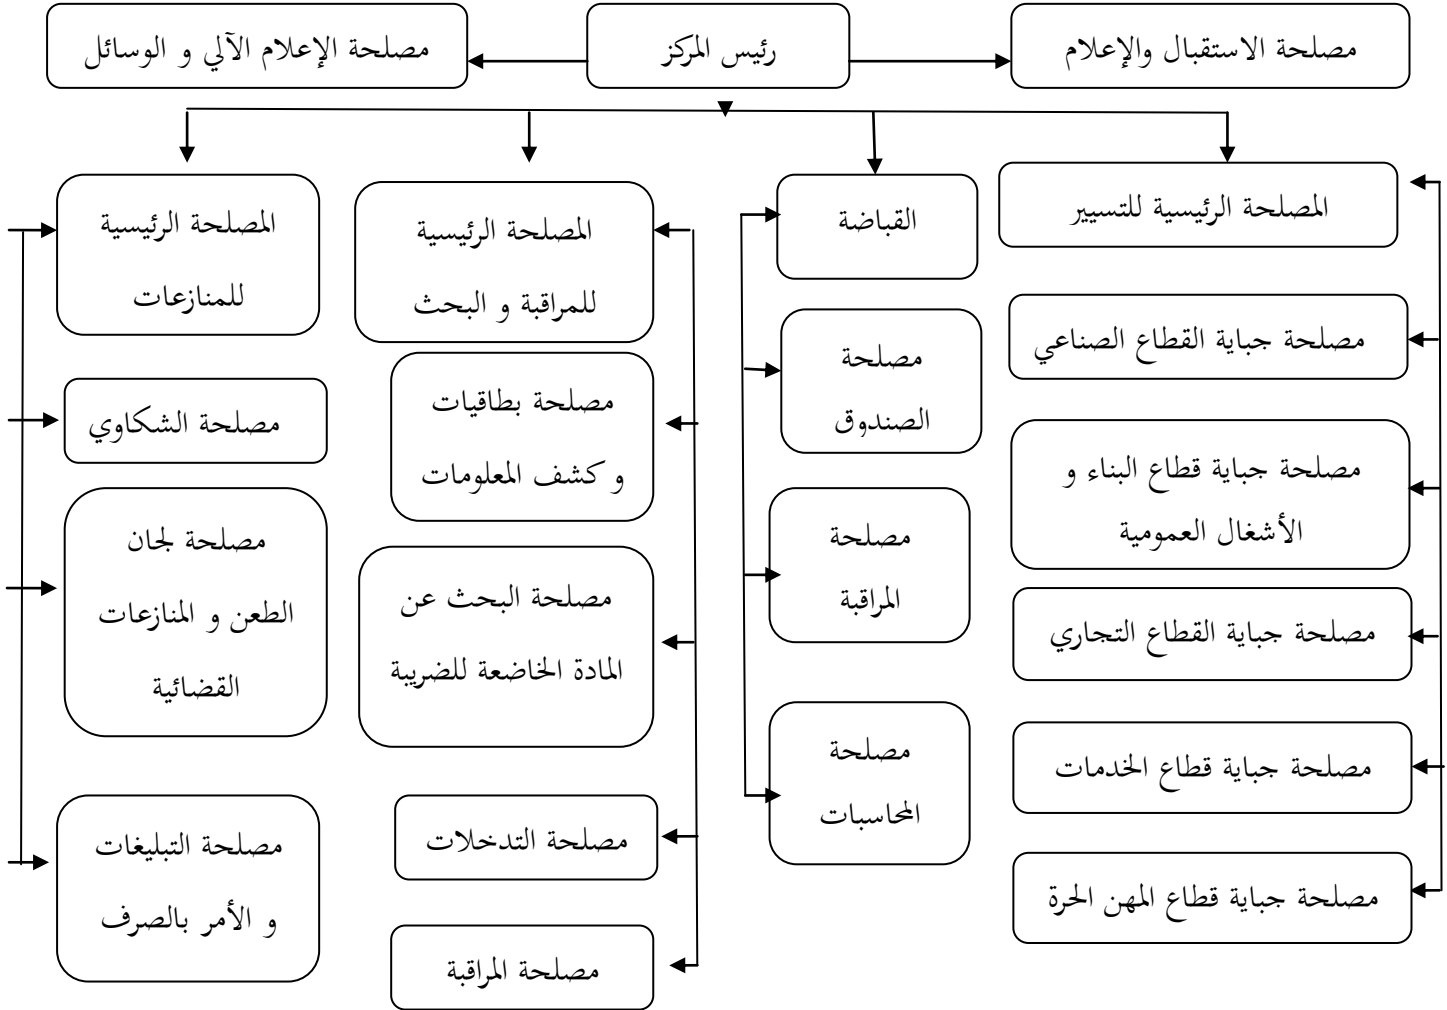 مصلحة الاستقبال والإعلام
رئيس المركز
مصلحة الإعلام الآلي و الوسائل
المصلحة الرئيسية للتسيير
مصلحة جباية القطاع الصناعي
مصلحة جباية قطاع البناء و
الأشغال العمومية
مصلحة جباية القطاع التجاري
مصلحة جباية قطاع الخدمات
مصلحة جباية قطاع المهن الحرة
القباضة
مصلحة
الصندوق
مصلحة
المراقبة
مصلحة
المحاسبات
المصلحة الرئيسية
للمراقبة و البحث
مصلحة بطاقيات
و كشف المعلومات
مصلحة البحث عن
المادة الخاضعة للضريبة
مصلحة التدخلات
مصلحة المراقبة
المصلحة الرئيسية
للمنازعات
مصلحة الشكاوي
مصلحة لجان
الطعن و المنازعات
القضائية
مصلحة التبليغات
و الأمر بالصرف